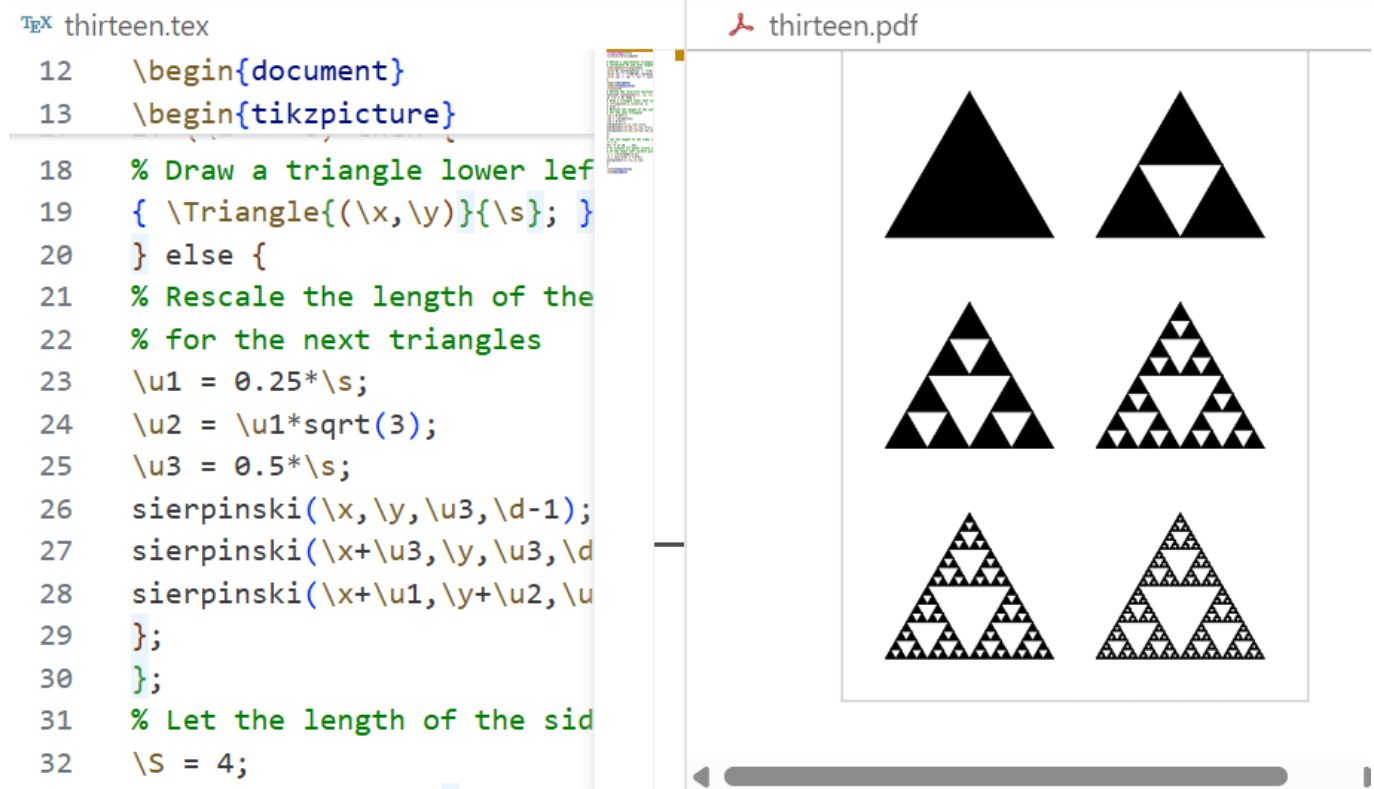 TEX thirteen.tex
thirteen.pdf
12 \begin{document}
13 \begin{tikzpicture}
18 % Draw a triangle lower lef
19 { \Triangle{(\x,\y)}{\s}; }
20 } else {
21 % Rescale the length of the
22 % for the next triangles
23 \u1 = 0.25*\s;
24 \u2 = \u1*sqrt(3);
25 \u3 = 0.5*\s;
26 sierpinski(\x,\y,\u3,\d-1);
27 sierpinski(\x+\u3,\y,\u3,\d
28 sierpinski(\x+\u1,\y+\u2,\u
29 };
30 };
31 % Let the length of the sid
32 \S = 4;